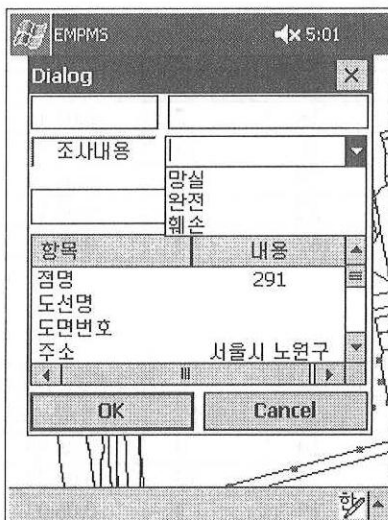 EMPMS 5:01
Dialog
조사내용
망실
완전
훼손
항목 내용
점명 291
도선명
도면번호
주소 서울시 노원구
OK Cancel
한